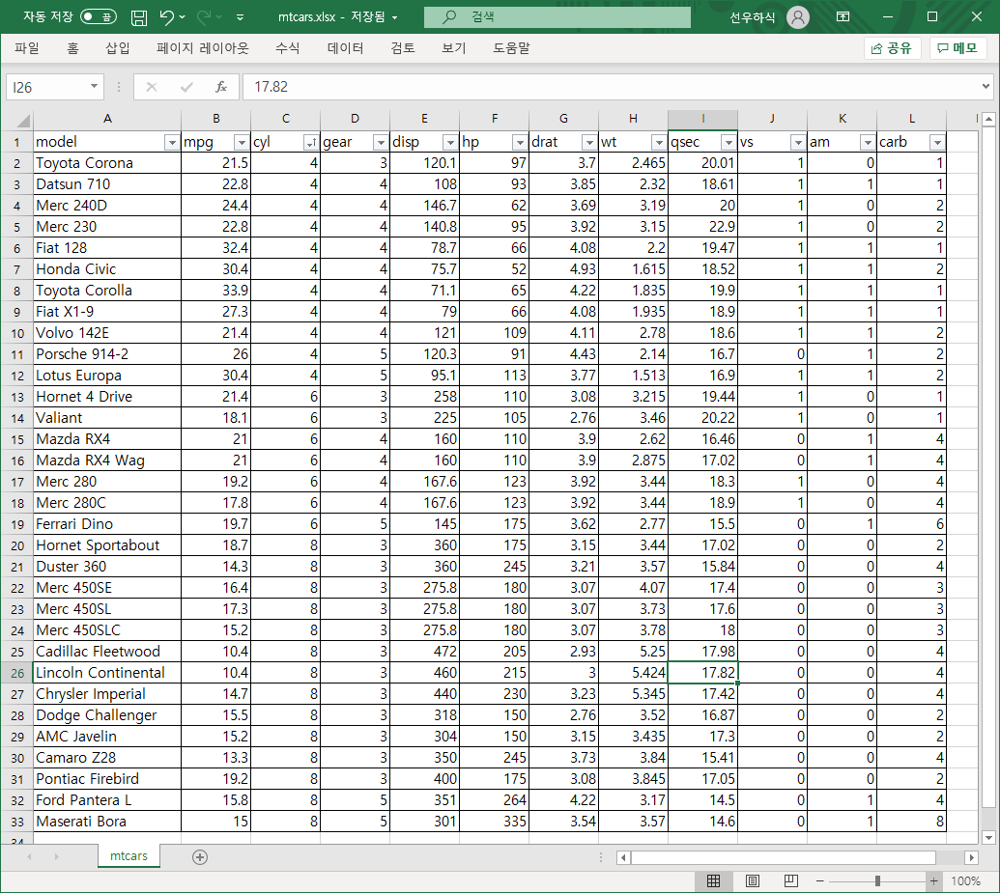 자동 저장 끔 mtcars.xlsx - 저장됨 검색 선우하식
파일 홈 삽입 페이지 레이아웃 수식 데이터 검토 보기 도움말 공유 메모
I26 fx 17.82
A B C D E F G H I J K L
1 model mpg cyl gear disp hp drat wt qsec vs am carb
2 Toyota Corona 21.5 4 3 120.1 97 3.7 2.465 20.01 1 0 1
3 Datsun 710 22.8 4 4 108 93 3.85 2.32 18.61 1 1 1
4 Merc 240D 24.4 4 4 146.7 62 3.69 3.19 20 1 0 2
5 Merc 230 22.8 4 4 140.8 95 3.92 3.15 22.9 1 0 2
6 Fiat 128 32.4 4 4 78.7 66 4.08 2.2 19.47 1 1 1
7 Honda Civic 30.4 4 4 75.7 52 4.93 1.615 18.52 1 1 2
8 Toyota Corolla 33.9 4 4 71.1 65 4.22 1.835 19.9 1 1 1
9 Fiat X1-9 27.3 4 4 79 66 4.08 1.935 18.9 1 1 1
10 Volvo 142E 21.4 4 4 121 109 4.11 2.78 18.6 1 1 2
11 Porsche 914-2 26 4 5 120.3 91 4.43 2.14 16.7 0 1 2
12 Lotus Europa 30.4 4 5 95.1 113 3.77 1.513 16.9 1 1 2
13 Hornet 4 Drive 21.4 6 3 258 110 3.08 3.215 19.44 1 0 1
14 Valiant 18.1 6 3 225 105 2.76 3.46 20.22 1 0 1
15 Mazda RX4 21 6 4 160 110 3.9 2.62 16.46 0 1 4
16 Mazda RX4 Wag 21 6 4 160 110 3.9 2.875 17.02 0 1 4
17 Merc 280 19.2 6 4 167.6 123 3.92 3.44 18.3 1 0 4
18 Merc 280C 17.8 6 4 167.6 123 3.92 3.44 18.9 1 0 4
19 Ferrari Dino 19.7 6 5 145 175 3.62 2.77 15.5 0 1 6
20 Hornet Sportabout 18.7 8 3 360 175 3.15 3.44 17.02 0 0 2
21 Duster 360 14.3 8 3 360 245 3.21 3.57 15.84 0 0 4
22 Merc 450SE 16.4 8 3 275.8 180 3.07 4.07 17.4 0 0 3
23 Merc 450SL 17.3 8 3 275.8 180 3.07 3.73 17.6 0 0 3
24 Merc 450SLC 15.2 8 3 275.8 180 3.07 3.78 18 0 0 3
25 Cadillac Fleetwood 10.4 8 3 472 205 2.93 5.25 17.98 0 0 4
26 Lincoln Continental 10.4 8 3 460 215 3 5.424 17.82 0 0 4
27 Chrysler Imperial 14.7 8 3 440 230 3.23 5.345 17.42 0 0 4
28 Dodge Challenger 15.5 8 3 318 150 2.76 3.52 16.87 0 0 2
29 AMC Javelin 15.2 8 3 304 150 3.15 3.435 17.3 0 0 2
30 Camaro Z28 13.3 8 3 350 245 3.73 3.84 15.41 0 0 4
31 Pontiac Firebird 19.2 8 3 400 175 3.08 3.845 17.05 0 0 2
32 Ford Pantera L 15.8 8 5 351 264 4.22 3.17 14.5 0 1 4
33 Maserati Bora 15 8 5 301 335 3.54 3.57 14.6 0 1 8
34
mtcars
100%